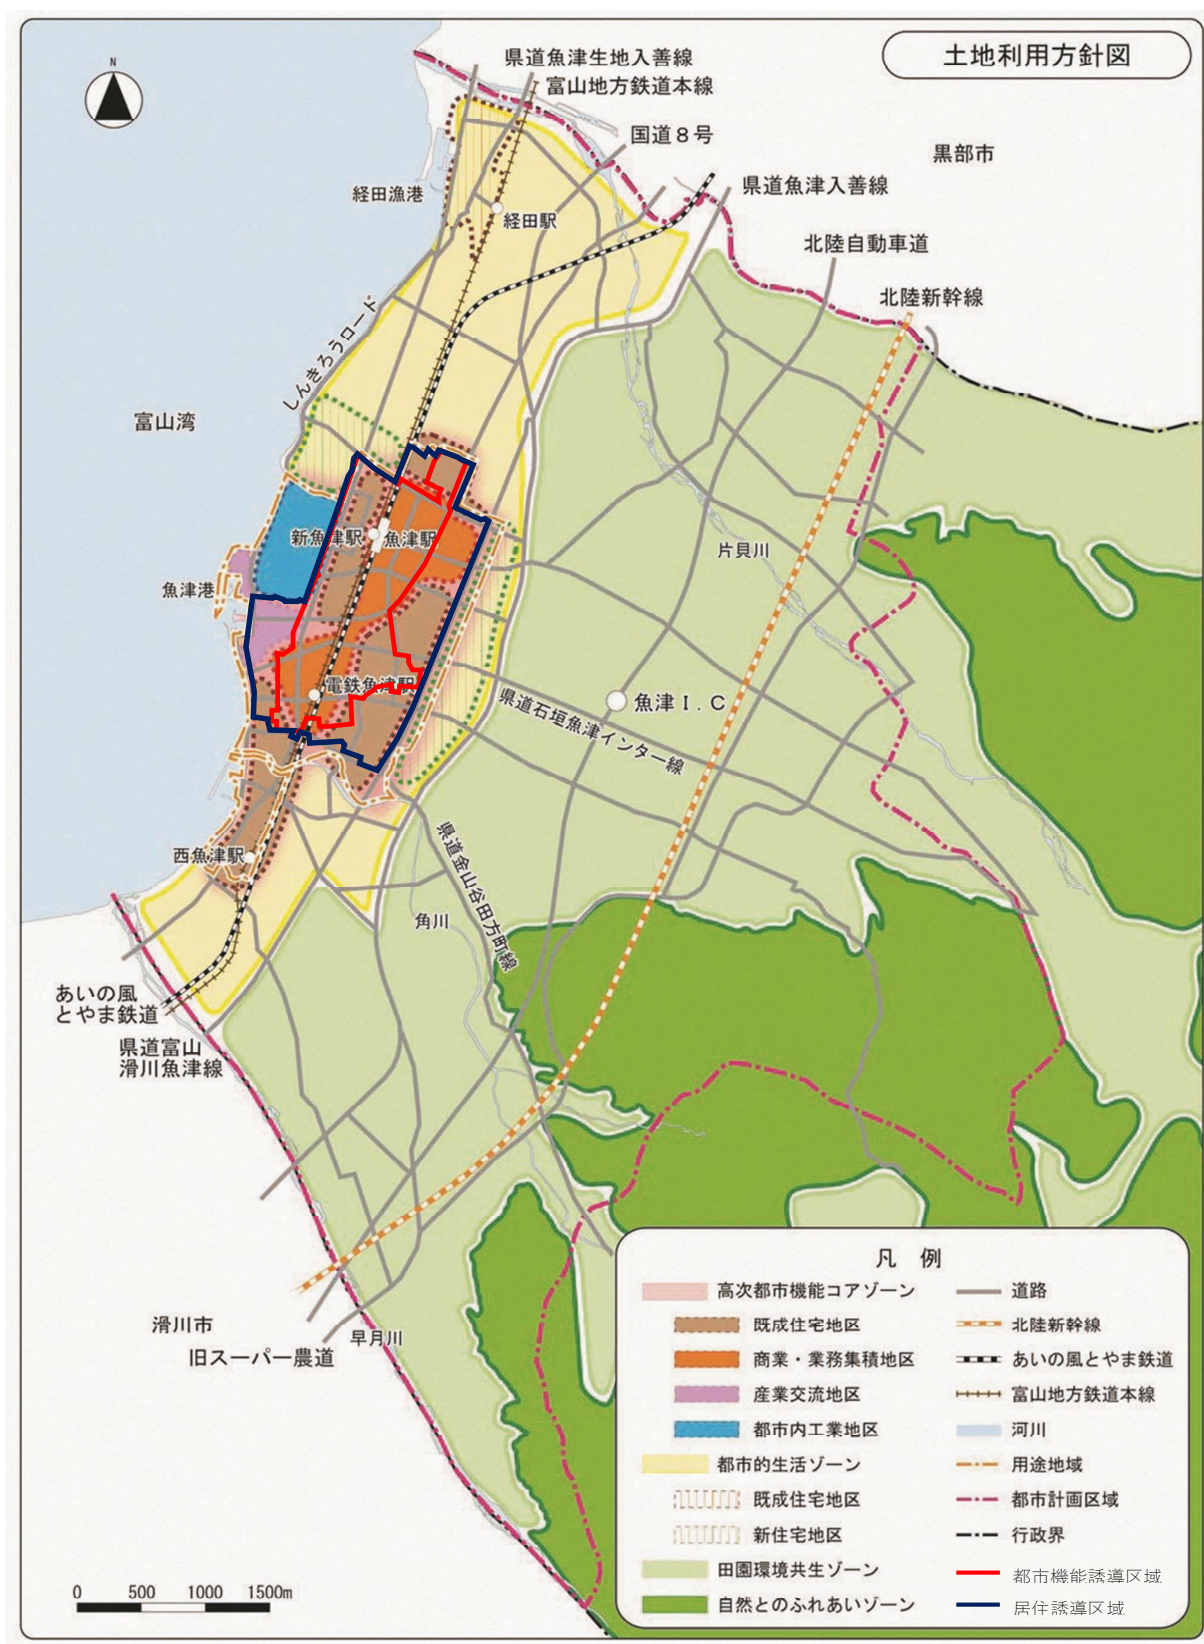 土地利用方針図
N
県道魚津生地入善線
富山地方鉄道本線
国道8号
黒部市
県道魚津入善線
経田漁港
経田駅
北陸自動車道
北陸新幹線
しんきろうロード
富山湾
新魚津駅
魚津駅
片貝川
魚津港
電鉄魚津駅
魚津I.C
県道石垣魚津インター線
県道金山谷田方町線
西魚津駅
角川
あいの風
とやま鉄道
県道富山
滑川魚津線
滑川市
旧スーパー農道
早月川
凡例
高次都市機能コアゾーン
既成住宅地区
商業・業務集積地区
産業交流地区
都市内工業地区
都市的生活ゾーン
既成住宅地区
新住宅地区
田園環境共生ゾーン
自然とのふれあいゾーン
道路
北陸新幹線
あいの風とやま鉄道
富山地方鉄道本線
河川
用途地域
都市計画区域
行政界
都市機能誘導区域
居住誘導区域
0 500 1000 1500m